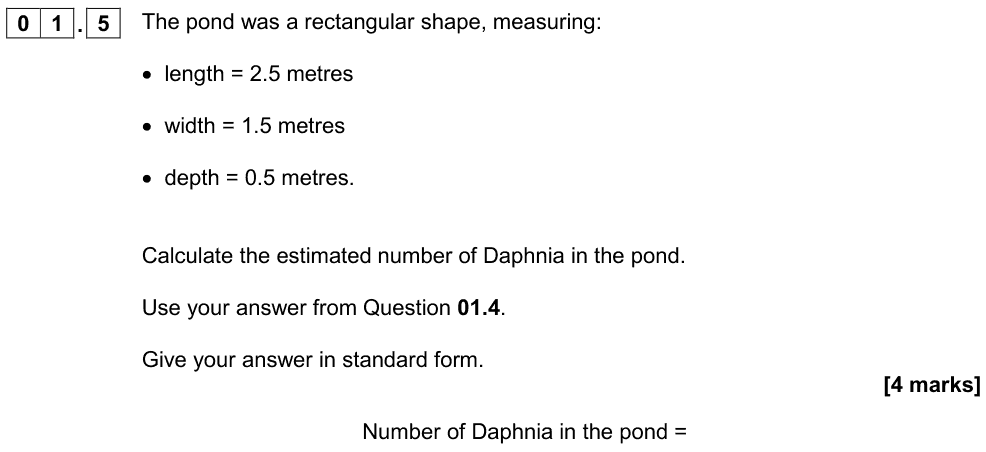 0 1 . 5 The pond was a rectangular shape, measuring:
• length = 2.5 metres
• width = 1.5 metres
• depth = 0.5 metres.
Calculate the estimated number of Daphnia in the pond.
Use your answer from Question 01.4.
Give your answer in standard form.
[4 marks]
Number of Daphnia in the pond =